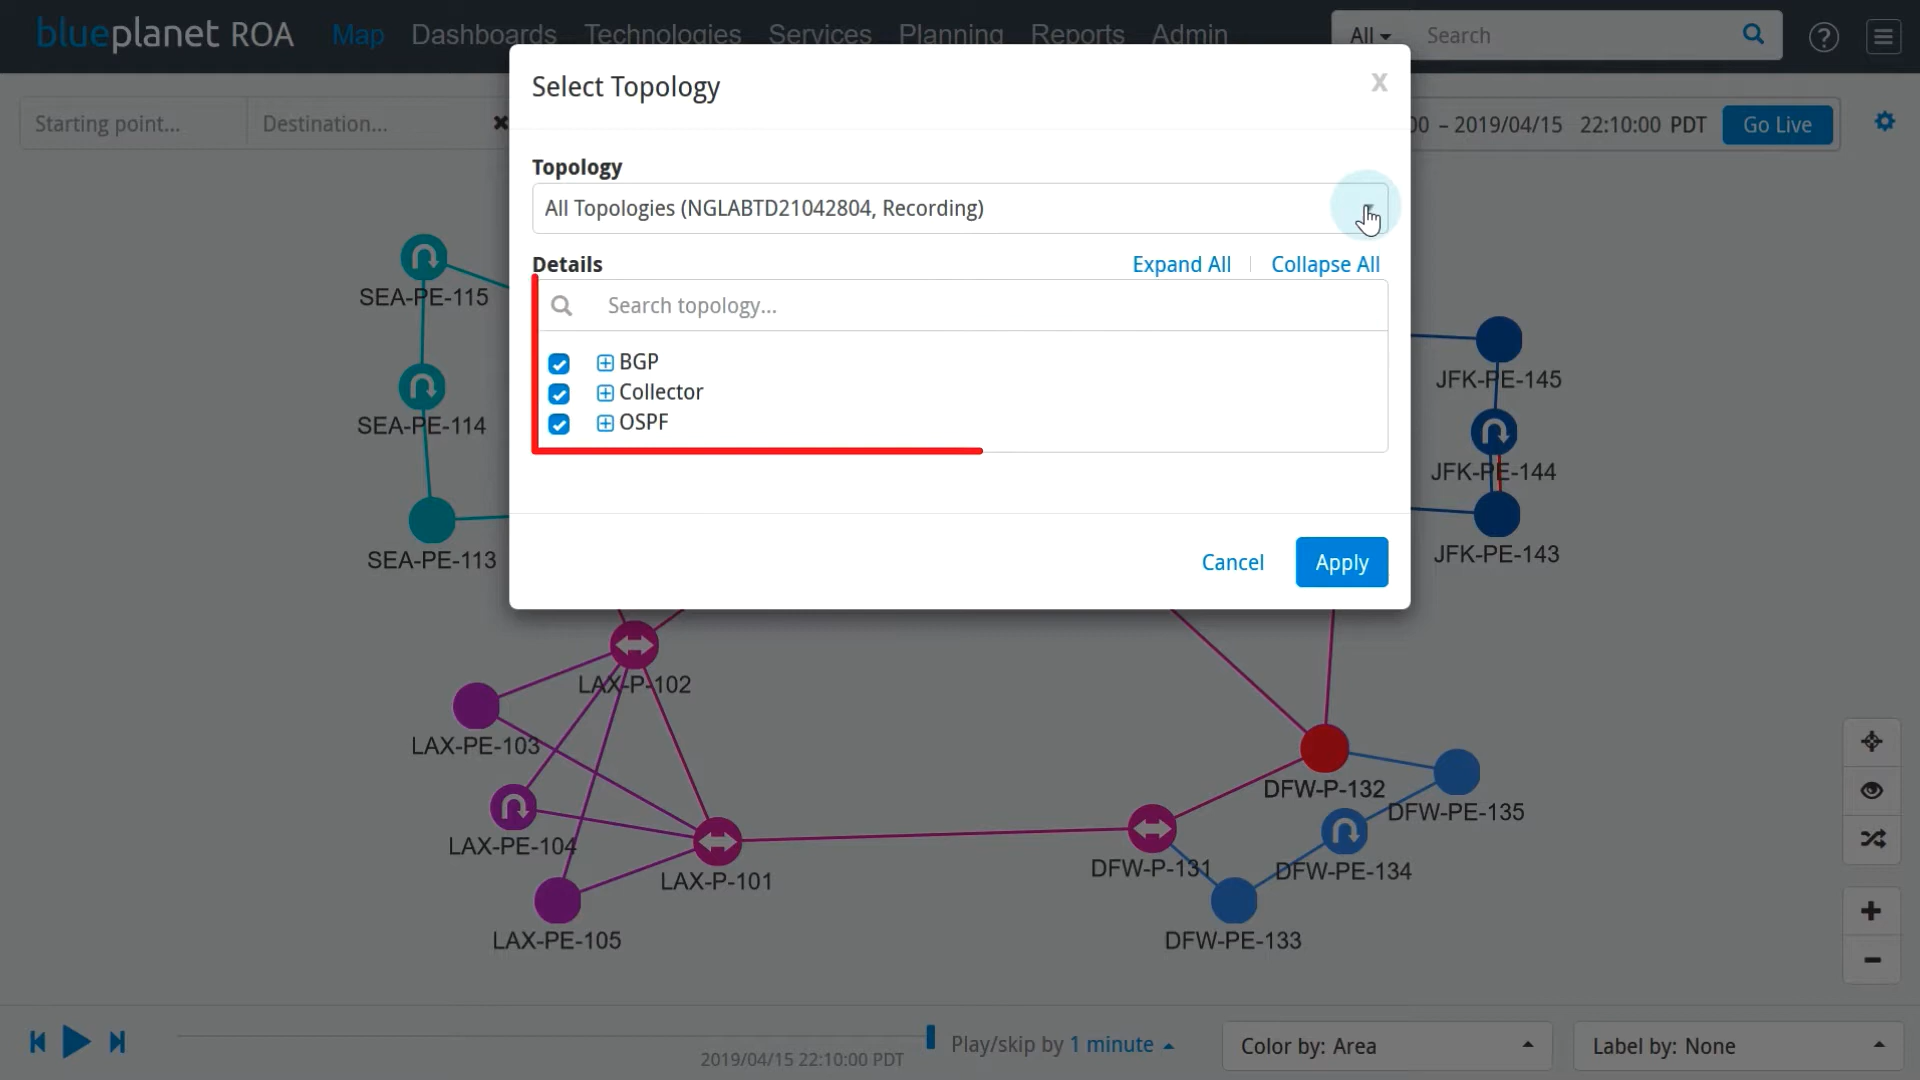 blueplanet ROA Map Dashboards Technologies Services Planning Reports Admin All Search ?
Select Topology X
Starting point... Destination... 00 – 2019/04/15 22:10:00 PDT Go Live
Topology
All Topologies (NGLABTD21042804, Recording)
Details Expand All Collapse All
Search topology...
BGP
Collector
OSPF
Cancel Apply
SEA-PE-115
SEA-PE-114
SEA-PE-113
JFK-PE-145
JFK-PE-144
JFK-PE-143
LAX-P-102
LAX-PE-103
LAX-PE-104
LAX-P-101
LAX-PE-105
DFW-P-132
DFW-PE-135
DFW-P-131
DFW-PE-134
DFW-PE-133
2019/04/15 22:10:00 PDT
Play/skip by 1 minute
Color by: Area
Label by: None